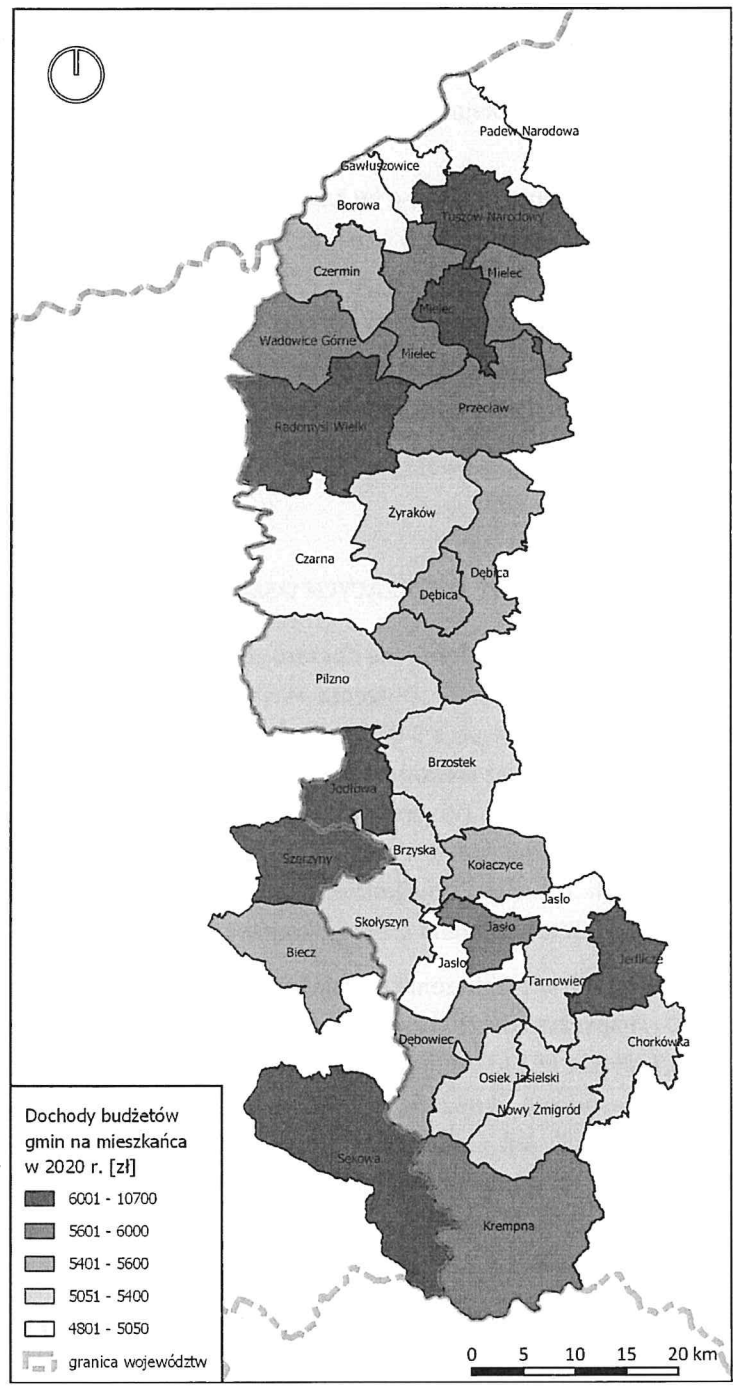 Padew Narodowa
Gawłuszowice
Borowa
Tuszów Narodowy
Czermin
Mielec
Mielec
Wadowice Górne
Mielec
Przecław
Radomyśl Wielki
Żyraków
Czarna
Dębica
Dębica
Pilzno
Brzostek
Jodłowa
Brzyska
Szerzyny
Kołaczyce
Jasło
Skołyszyn
Jasło
Biecz
Jasło
Jedlicze
Tarnowiec
Dębowiec
Chorkówka
Osiek Jasielski
Nowy Żmigród
Sękowa
Krempna
Dochody budżetów
gmin na mieszkańca
w 2020 r. [zł]
6001 - 10700
5601 - 6000
5401 - 5600
5051 - 5400
4801 - 5050
granica województw
0 5 10 15 20 km